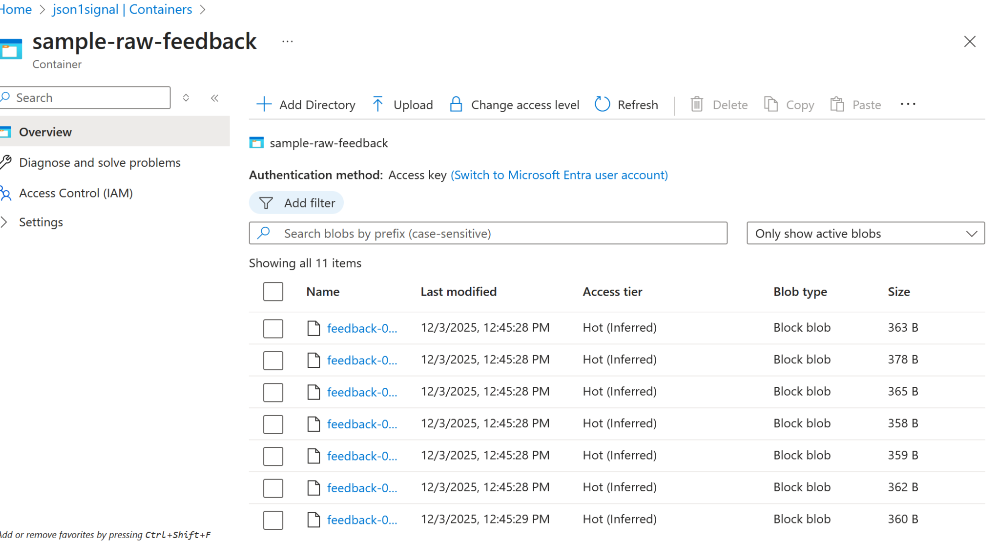 Home > json1signal | Containers >
sample-raw-feedback ...
Container
Search
Overview
Diagnose and solve problems
Access Control (IAM)
Settings
Add or remove favorites by pressing Ctrl+Shift+F
Add Directory Upload Change access level Refresh Delete Copy Paste ...
sample-raw-feedback
Authentication method: Access key (Switch to Microsoft Entra user account)
Add filter
Search blobs by prefix (case-sensitive) Only show active blobs
Showing all 11 items
Name Last modified Access tier Blob type Size
feedback-0... 12/3/2025, 12:45:28 PM Hot (Inferred) Block blob 363 B
feedback-0... 12/3/2025, 12:45:28 PM Hot (Inferred) Block blob 378 B
feedback-0... 12/3/2025, 12:45:28 PM Hot (Inferred) Block blob 365 B
feedback-0... 12/3/2025, 12:45:28 PM Hot (Inferred) Block blob 358 B
feedback-0... 12/3/2025, 12:45:28 PM Hot (Inferred) Block blob 359 B
feedback-0... 12/3/2025, 12:45:28 PM Hot (Inferred) Block blob 362 B
feedback-0... 12/3/2025, 12:45:29 PM Hot (Inferred) Block blob 360 B